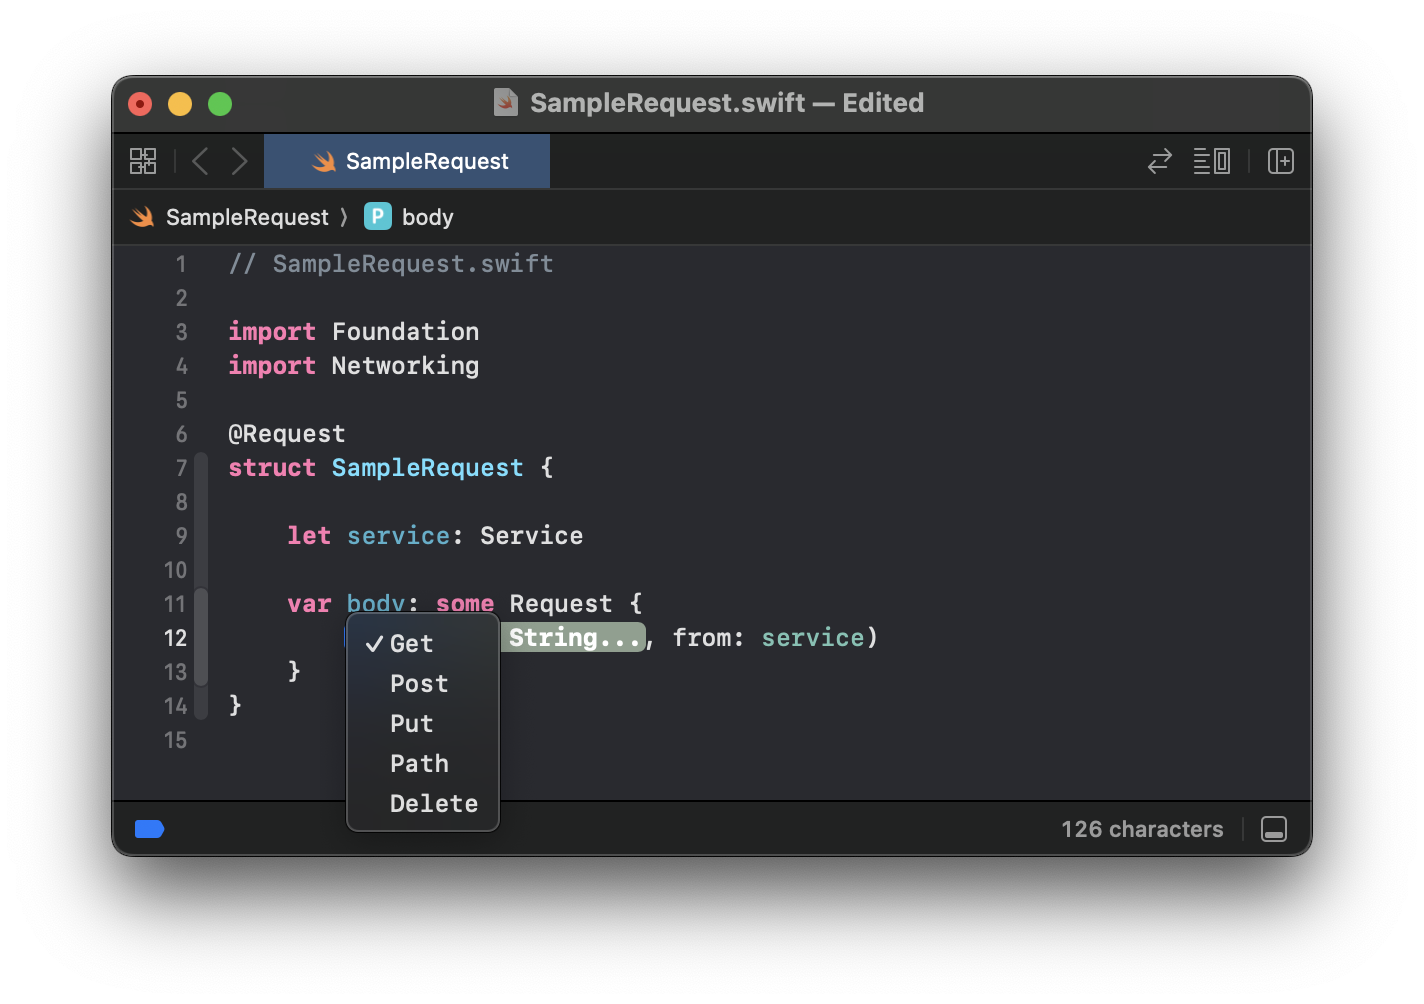 SampleRequest.swift — Edited
SampleRequest
SampleRequest ⟩ P body
1 // SampleRequest.swift
2
3 import Foundation
4 import Networking
5
6 @Request
7 struct SampleRequest {
8
9 let service: Service
10
11 var body: some Request {
12 String..., from: service)
13 }
14 }
15
✓ Get
Post
Put
Path
Delete
126 characters